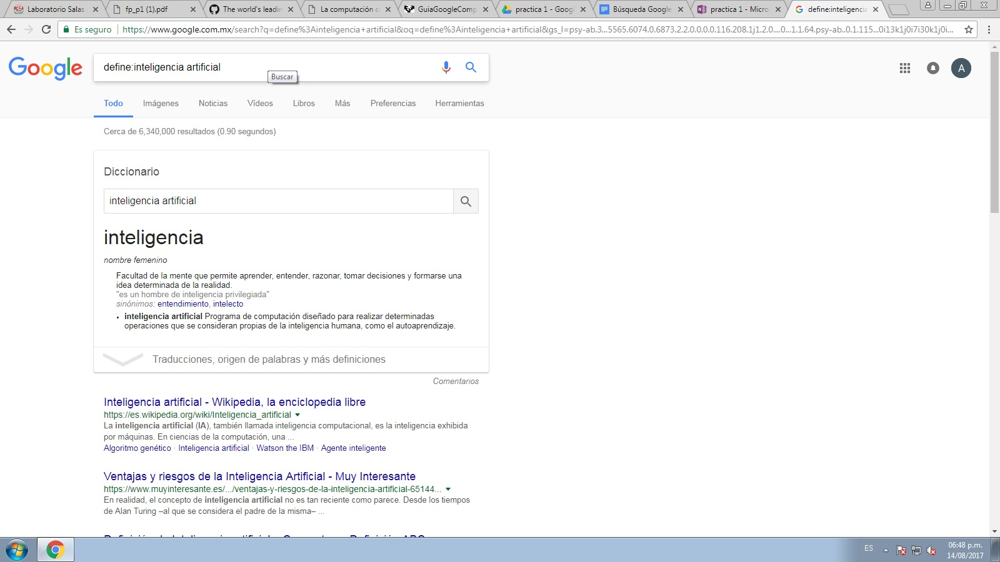 Laboratorio Salas
fp_p1 (1).pdf
The world's leadin
La computación c
GuiaGoogleComp
practica 1 - Googl
Búsqueda Google
practica 1 - Micro
define:inteligencia
Es seguro
https://www.google.com.mx/search?q=define%3Ainteligencia+artificial&oq=define%3Ainteligencia+artificial&gs_l=psy-ab.3...5565.6074.0.6873.2.2.0.0.0.0.116.208.1j1.2.0....0...1.1.64.psy-ab..0.1.115...0i13k1j0i7i30k1j0i...
Google
define:inteligencia artificial
Buscar
A
Todo
Imágenes
Noticias
Vídeos
Libros
Más
Preferencias
Herramientas
Cerca de 6,340,000 resultados (0.90 segundos)
Diccionario
inteligencia artificial
inteligencia
nombre femenino
Facultad de la mente que permite aprender, entender, razonar, tomar decisiones y formarse una
idea determinada de la realidad.
"es un hombre de inteligencia privilegiada"
sinónimos: entendimiento, intelecto
• inteligencia artificial Programa de computación diseñado para realizar determinadas
operaciones que se consideran propias de la inteligencia humana, como el autoaprendizaje.
Traducciones, origen de palabras y más definiciones
Comentarios
Inteligencia artificial - Wikipedia, la enciclopedia libre
https://es.wikipedia.org/wiki/Inteligencia_artificial
La inteligencia artificial (IA), también llamada inteligencia computacional, es la inteligencia exhibida
por máquinas. En ciencias de la computación, una ...
Algoritmo genético · Inteligencia artificial · Watson the IBM · Agente inteligente
Ventajas y riesgos de la Inteligencia Artificial - Muy Interesante
https://www.muyinteresante.es/.../ventajas-y-riesgos-de-la-inteligencia-artificial-65144...
En realidad, el concepto de inteligencia artificial no es tan reciente como parece. Desde los tiempos
de Alan Turing –al que se considera el padre de la misma– ...
ES
06:48 p.m.
14/08/2017